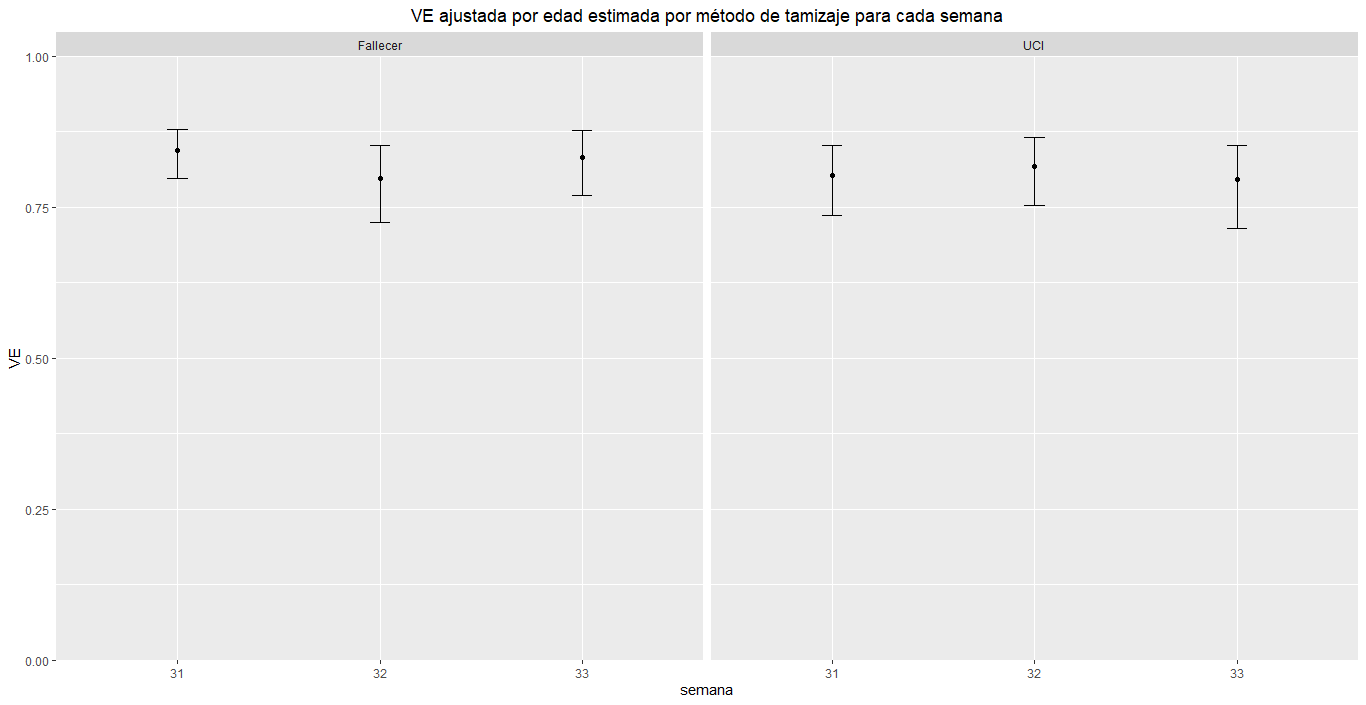 VE ajustada por edad estimada por método de tamizaje para cada semana
Fallecer
UCI
1.00
0.75
0.50
0.25
0.00
VE
31
32
33
31
32
33
semana